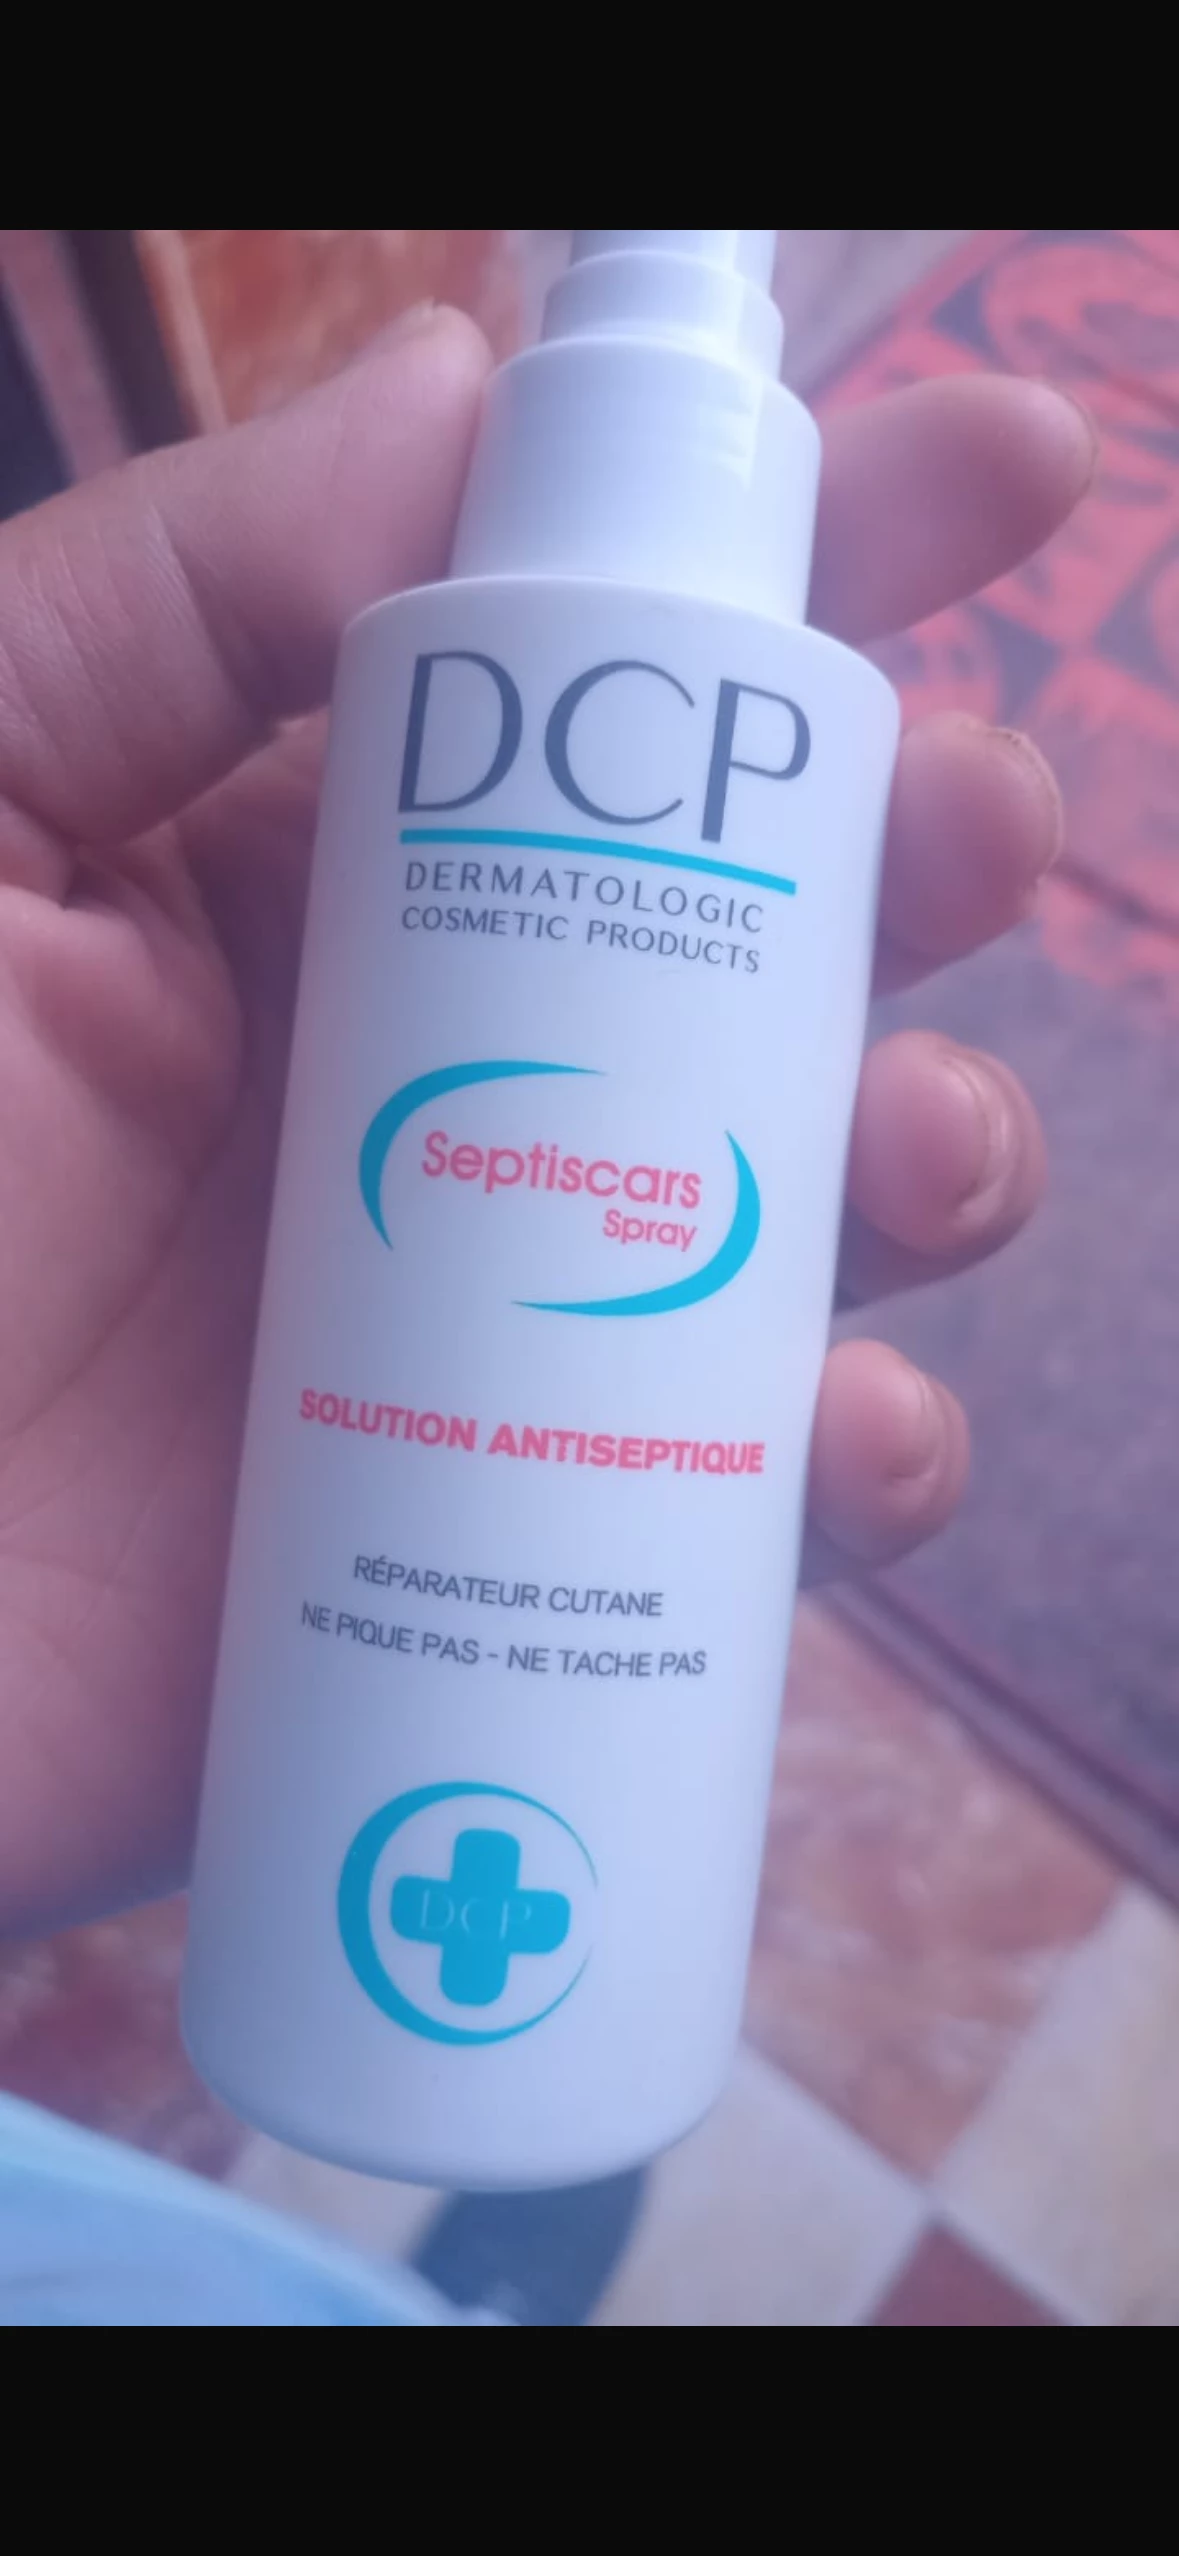 DCP
DERMATOLOGIC
COSMETIC PRODUCTS
Septiscars
Spray
SOLUTION ANTISEPTIQUE
RÉPARATEUR CUTANE
NE PIQUE PAS - NE TACHE PAS
DCP